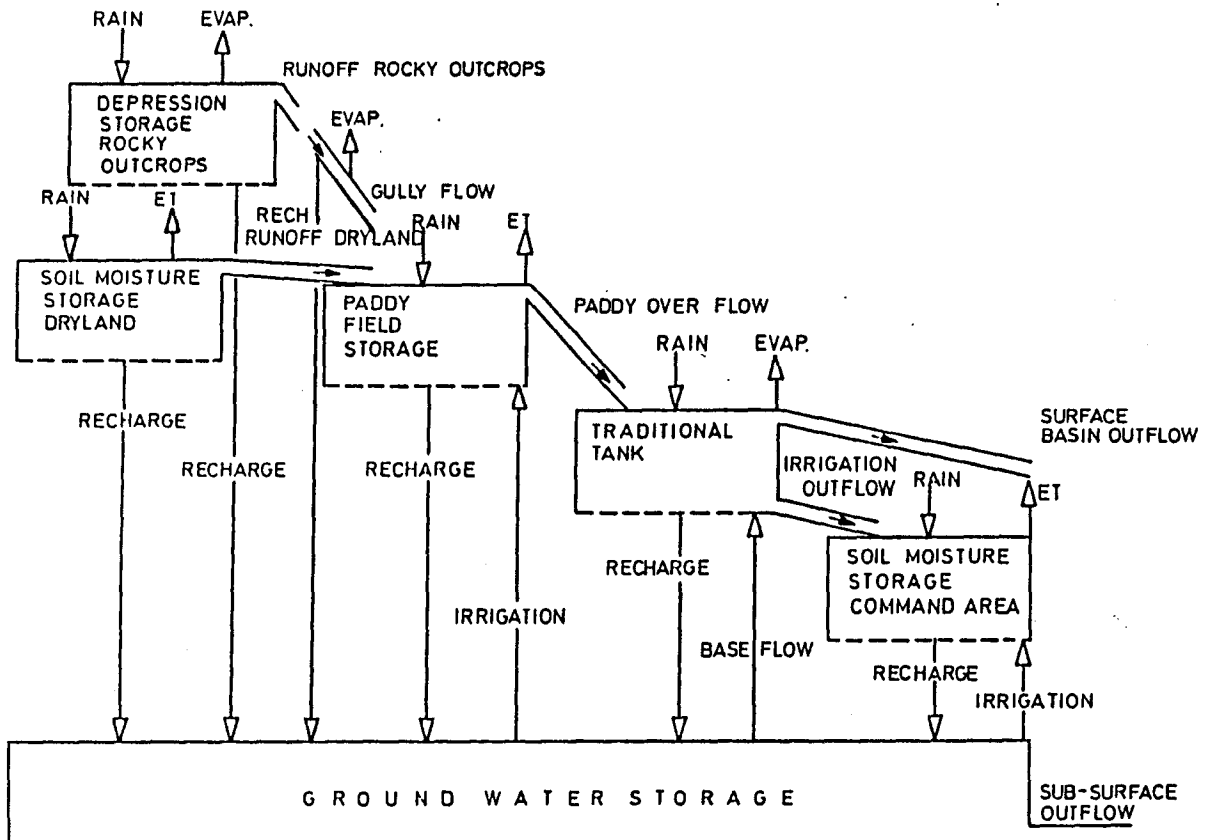 RAIN
EVAP.
RUNOFF ROCKY OUTCROPS
DEPRESSION
STORAGE
ROCKY
OUTCROPS
EVAP.
GULLY FLOW
RAIN
ET
RECH
RUNOFF DRYLAND
RAIN
ET
SOIL MOISTURE
STORAGE
DRYLAND
PADDY
FIELD
STORAGE
PADDY OVER FLOW
RAIN
EVAP.
TRADITIONAL
TANK
SURFACE
BASIN OUTFLOW
IRRIGATION
OUTFLOW
RAIN
ET
SOIL MOISTURE
STORAGE
COMMAND AREA
RECHARGE
RECHARGE
RECHARGE
IRRIGATION
RECHARGE
BASE FLOW
RECHARGE
IRRIGATION
GROUND WATER STORAGE
SUB-SURFACE
OUTFLOW